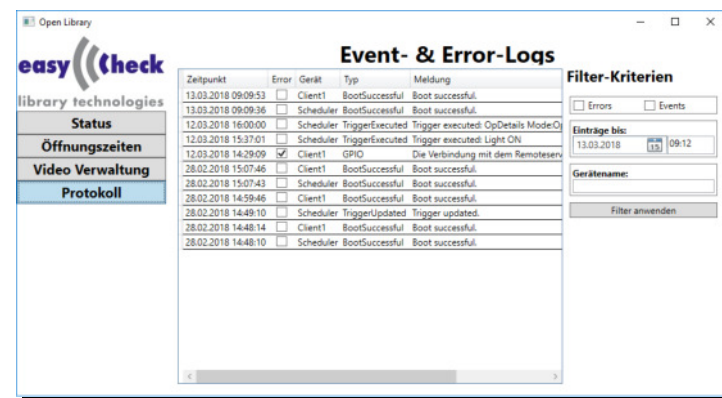 Open Library
easy Check
library technologies
Status
Öffnungszeiten
Video Verwaltung
Protokoll
Event- & Error-Logs
Zeitpunkt Error Gerät Typ Meldung
13.03.2018 09:09:53 Client1 BootSuccessful Boot successful.
13.03.2018 09:09:36 Scheduler BootSuccessful Boot successful.
12.03.2018 16:00:00 Scheduler TriggerExecuted Trigger executed: OpDetails Mode:Op
12.03.2018 15:37:01 Scheduler TriggerExecuted Trigger executed: Light ON
12.03.2018 14:29:09 Client1 GPIO Die Verbindung mit dem Remoteserv
28.02.2018 15:07:46 Client1 BootSuccessful Boot successful.
28.02.2018 15:07:43 Scheduler BootSuccessful Boot successful.
28.02.2018 14:59:46 Client1 BootSuccessful Boot successful.
28.02.2018 14:49:10 Scheduler TriggerUpdated Trigger updated.
28.02.2018 14:48:14 Client1 BootSuccessful Boot successful.
28.02.2018 14:48:10 Scheduler BootSuccessful Boot successful.
Filter-Kriterien
Errors Events
Einträge bis:
13.03.2018 15 09:12
Gerätename:
Filter anwenden